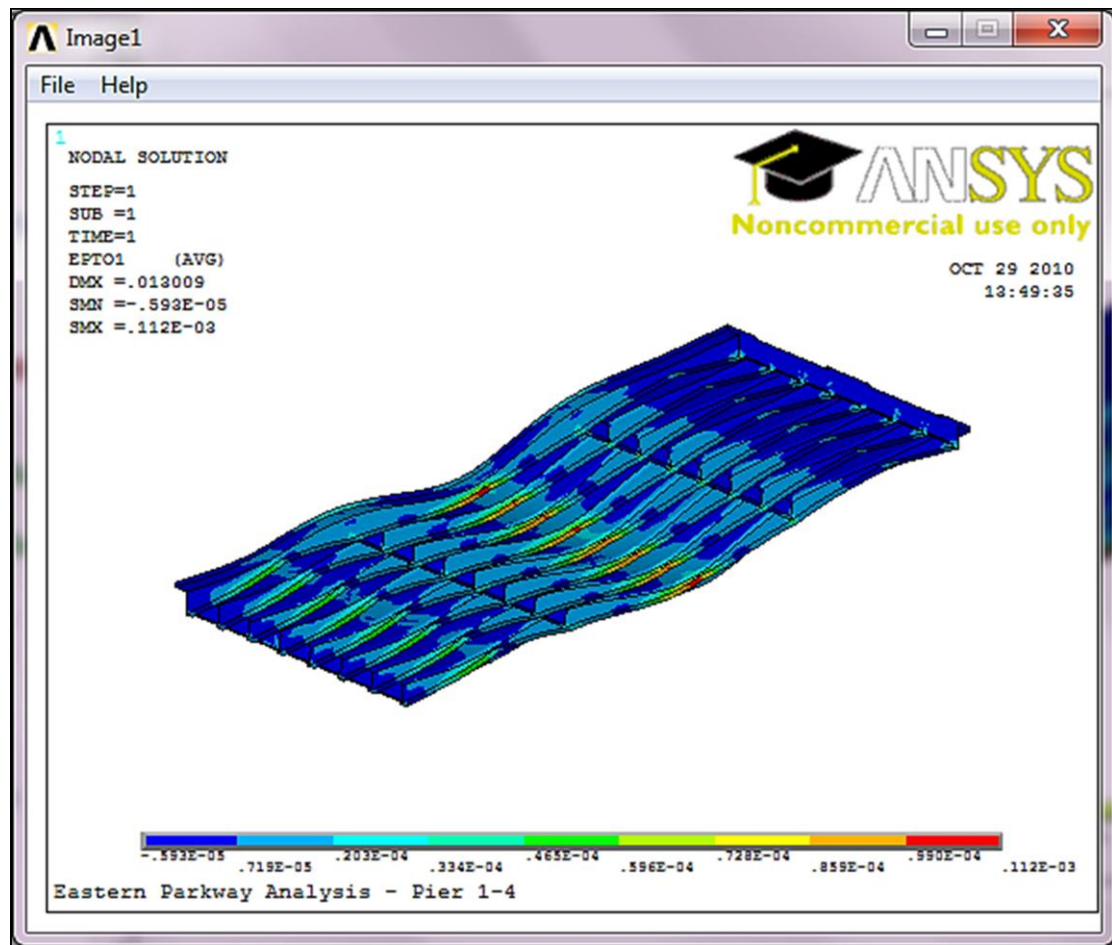 Image1
File Help
1
NODAL SOLUTION
STEP=1
SUB =1
TIME=1
EPTO1 (AVG)
DMX =.013009
SMN =-.593E-05
SMX =.112E-03
ANSYS
Noncommercial use only
OCT 29 2010
13:49:35
-.593E-05 .203E-04 .465E-04 .728E-04 .990E-04
.719E-05 .334E-04 .596E-04 .859E-04 .112E-03
Eastern Parkway Analysis - Pier 1-4